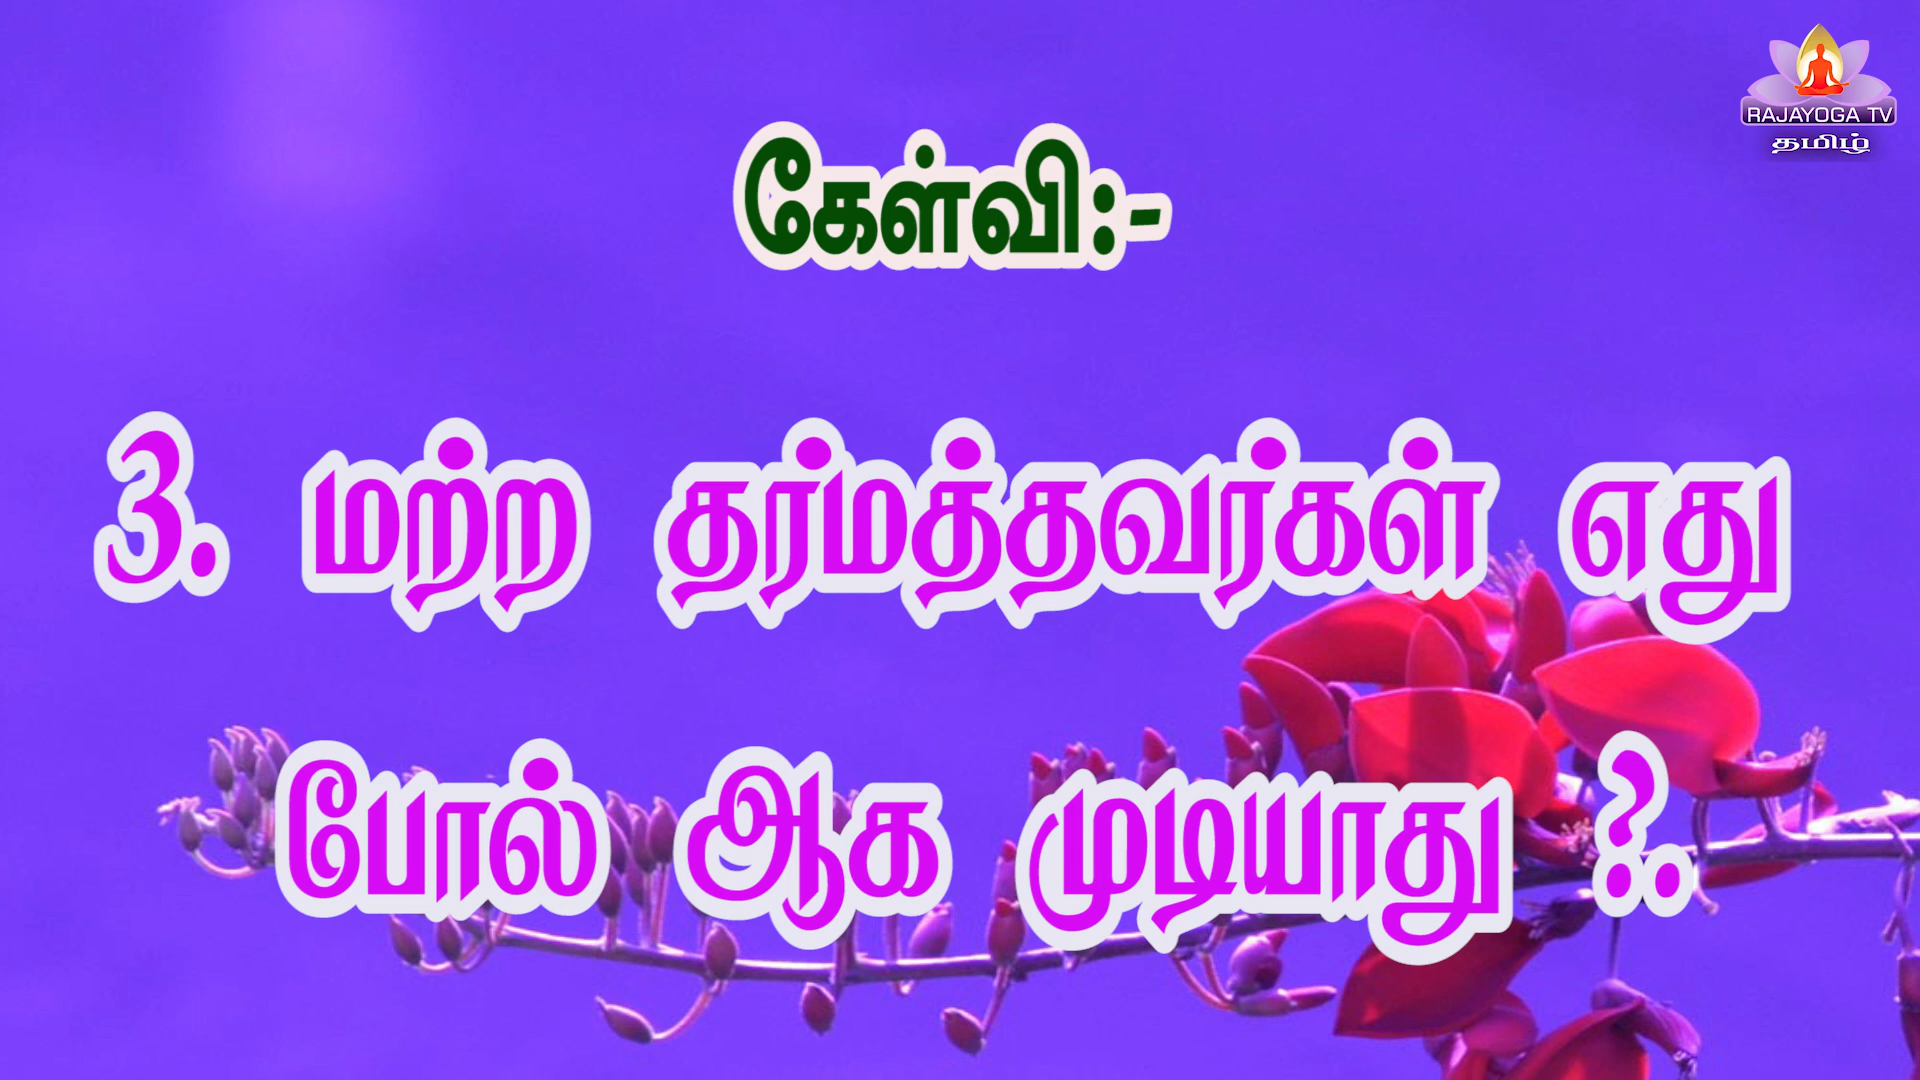 RAJAYOGA TV
தமிழ்
கேள்வி:-
3. மற்ற தர்மத்தவர்கள் எது
போல் ஆக முடியாது ?.